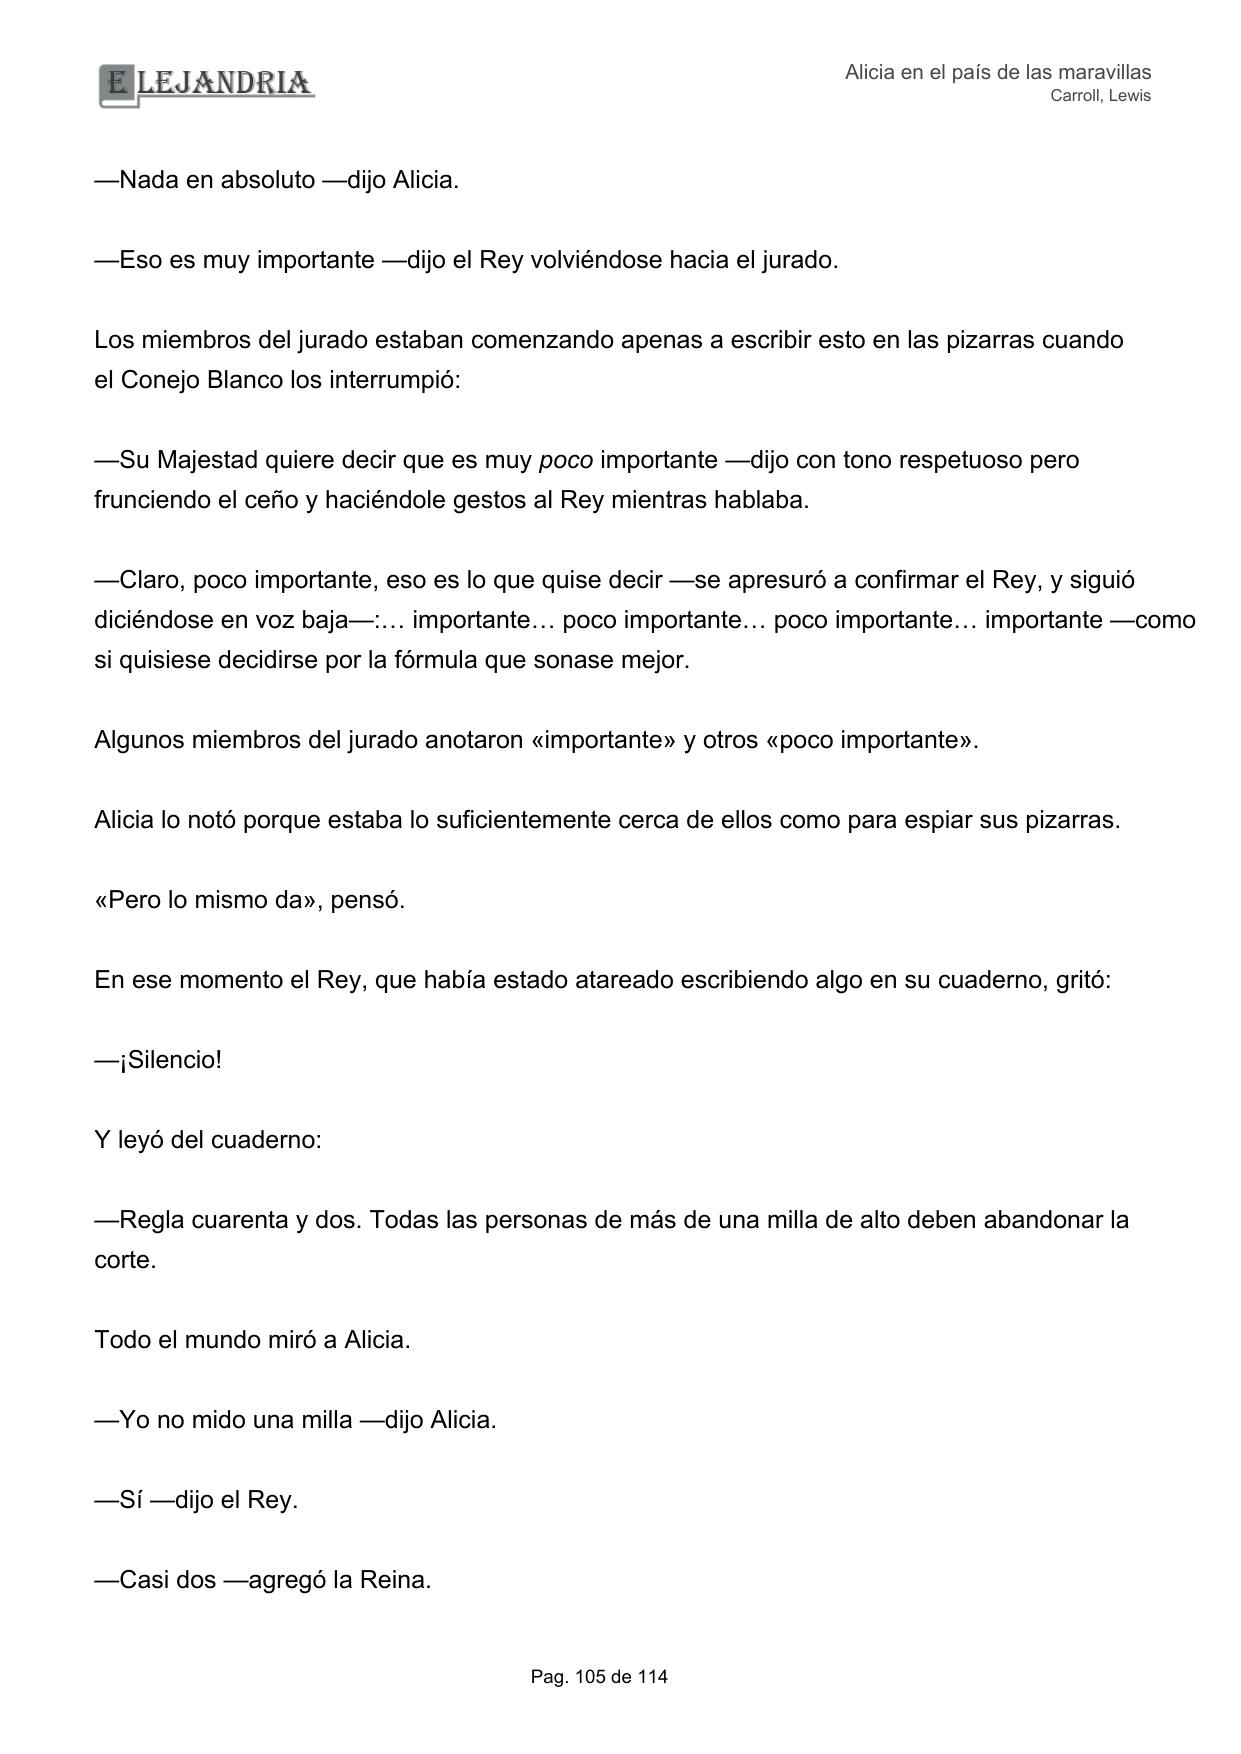 ELEJANDRIA
Alicia en el país de las maravillas
Carroll, Lewis
—Nada en absoluto —dijo Alicia.
—Eso es muy importante —dijo el Rey volviéndose hacia el jurado.
Los miembros del jurado estaban comenzando apenas a escribir esto en las pizarras cuando
el Conejo Blanco los interrumpió:
—Su Majestad quiere decir que es muy poco importante —dijo con tono respetuoso pero
frunciendo el ceño y haciéndole gestos al Rey mientras hablaba.
—Claro, poco importante, eso es lo que quise decir —se apresuró a confirmar el Rey, y siguió
diciéndose en voz baja—:… importante… poco importante… poco importante… importante —como
si quisiese decidirse por la fórmula que sonase mejor.
Algunos miembros del jurado anotaron «importante» y otros «poco importante».
Alicia lo notó porque estaba lo suficientemente cerca de ellos como para espiar sus pizarras.
«Pero lo mismo da», pensó.
En ese momento el Rey, que había estado atareado escribiendo algo en su cuaderno, gritó:
—¡Silencio!
Y leyó del cuaderno:
—Regla cuarenta y dos. Todas las personas de más de una milla de alto deben abandonar la
corte.
Todo el mundo miró a Alicia.
—Yo no mido una milla —dijo Alicia.
—Sí —dijo el Rey.
—Casi dos —agregó la Reina.
Pag. 105 de 114